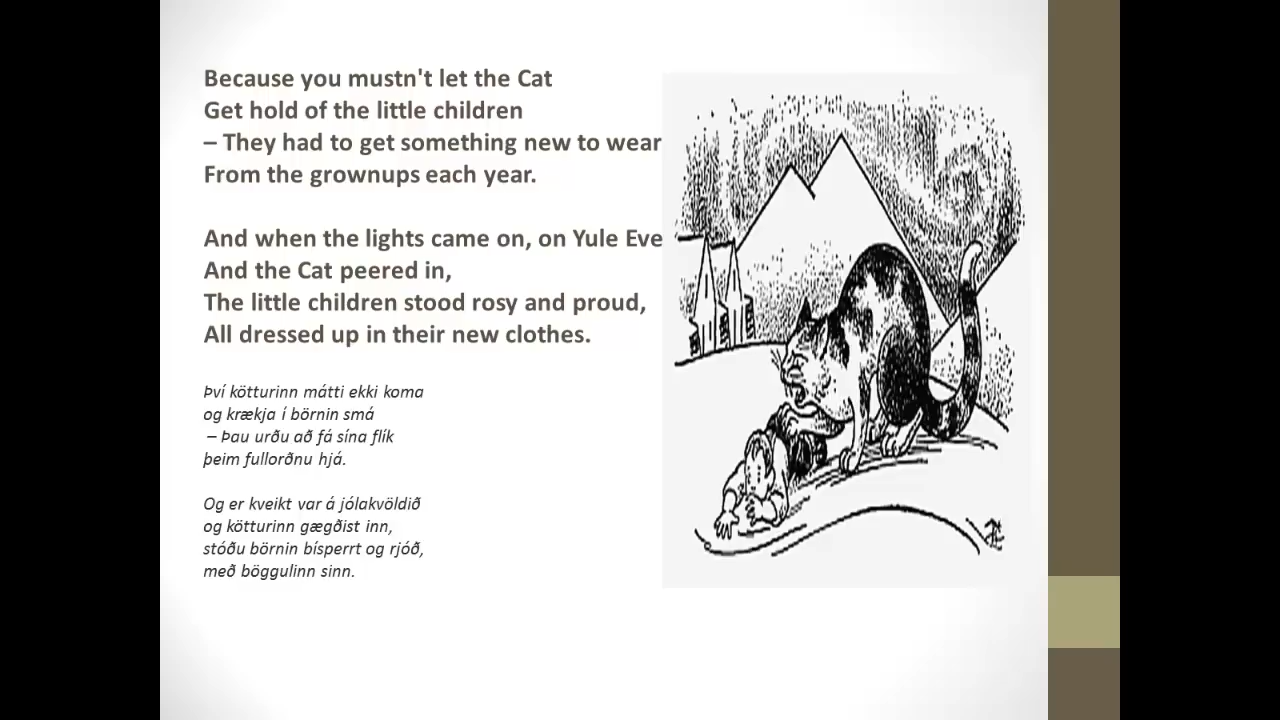 Because you mustn't let the Cat
Get hold of the little children
– They had to get something new to wear
From the grownups each year.
And when the lights came on, on Yule Eve
And the Cat peered in,
The little children stood rosy and proud,
All dressed up in their new clothes.
Því kötturinn mátti ekki koma
og krækja í börnin smá
– Þau urðu að fá sína flík
þeim fullorðnu hjá.
Og er kveikt var á jólakvöldið
og kötturinn gægðist inn,
stóðu börnin bísperrt og rjóð,
með böggulinn sinn.